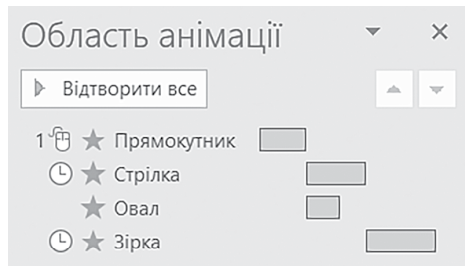 Область анімації
Відтворити все
1 Прямокутник
Стрілка
Овал
Зірка